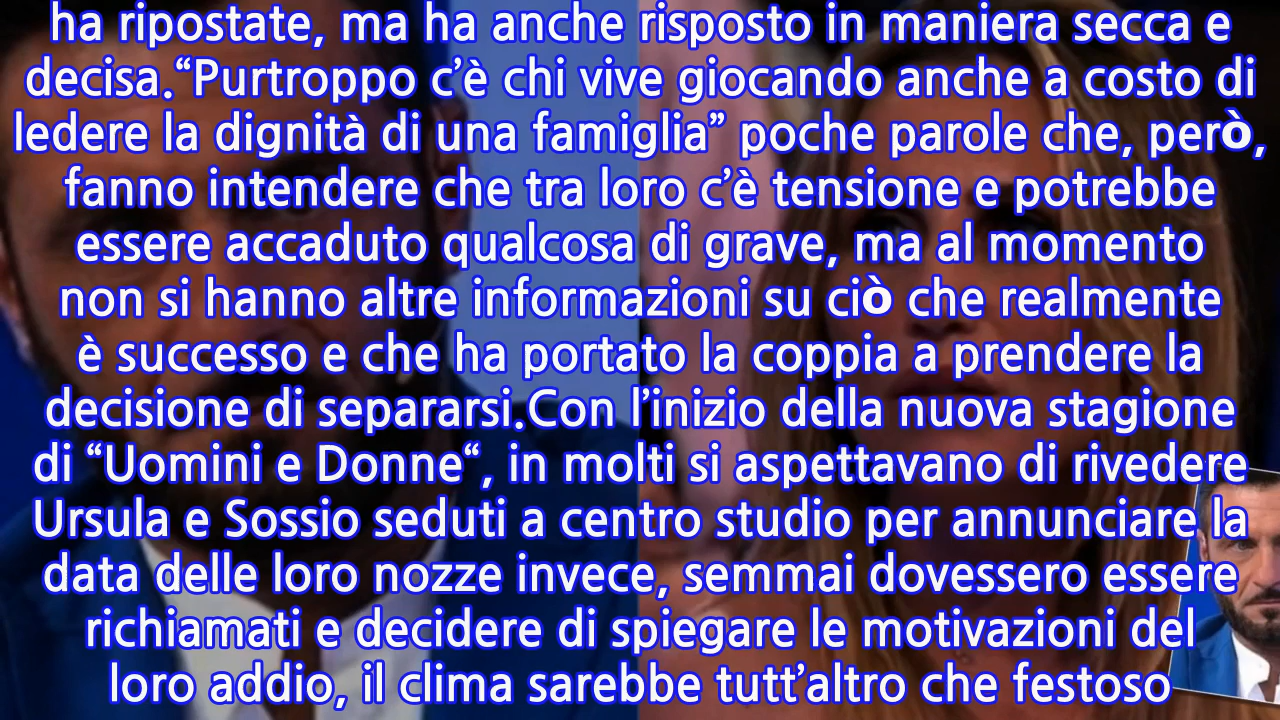 ha ripostate, ma ha anche risposto in maniera secca e
decisa.“Purtroppo c’è chi vive giocando anche a costo di
ledere la dignità di una famiglia” poche parole che, però,
fanno intendere che tra loro c’è tensione e potrebbe
essere accaduto qualcosa di grave, ma al momento
non si hanno altre informazioni su ciò che realmente
è successo e che ha portato la coppia a prendere la
decisione di separarsi.Con l’inizio della nuova stagione
di “Uomini e Donne“, in molti si aspettavano di rivedere
Ursula e Sossio seduti a centro studio per annunciare la
data delle loro nozze invece, semmai dovessero essere
richiamati e decidere di spiegare le motivazioni del
loro addio, il clima sarebbe tutt’altro che festoso